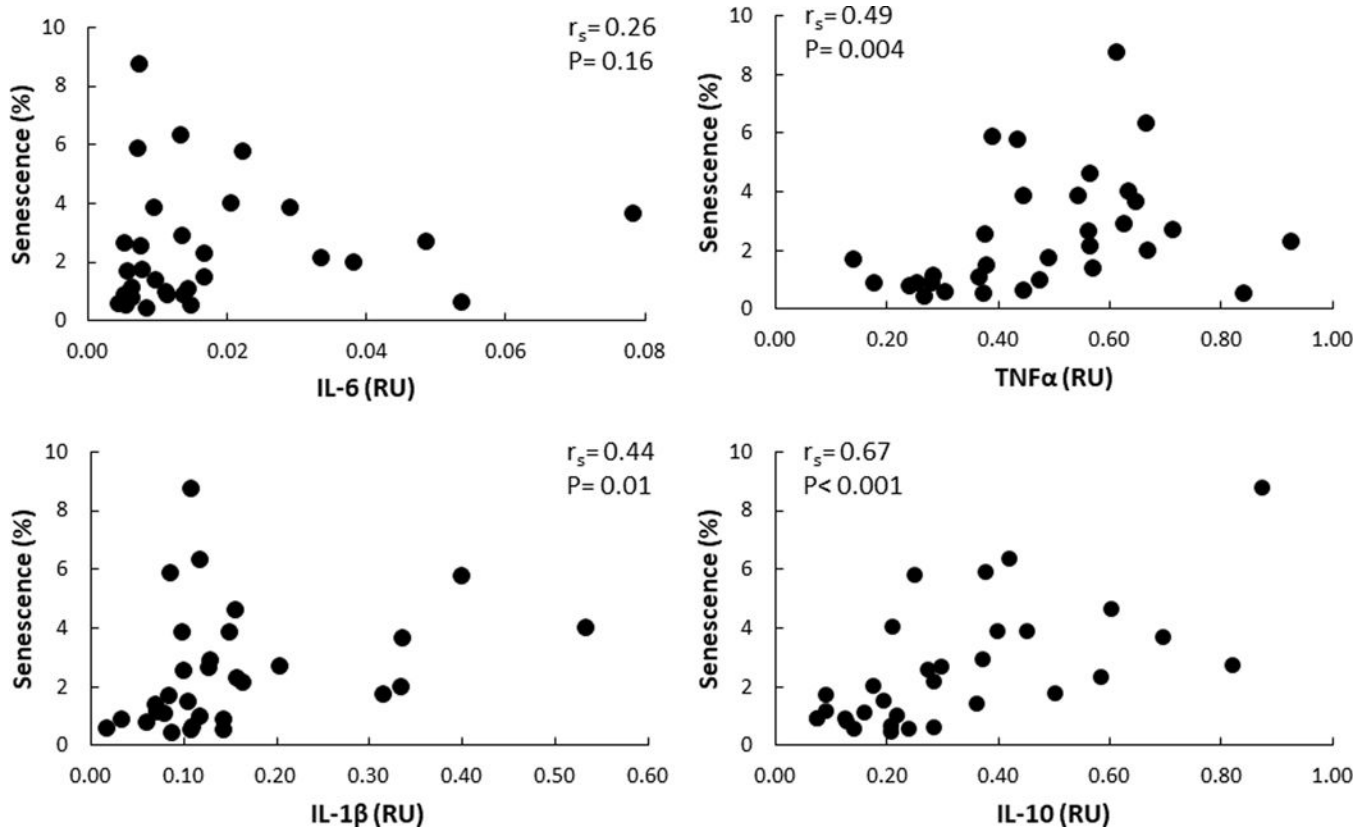 r_s= 0.26
P= 0.16
Senescence (%)
10
8
6
4
2
0
0.00 0.02 0.04 0.06 0.08
IL-6 (RU)
r_s= 0.49
P= 0.004
Senescence (%)
10
8
6
4
2
0
0.00 0.20 0.40 0.60 0.80 1.00
TNFα (RU)
r_s= 0.44
P= 0.01
Senescence (%)
10
8
6
4
2
0
0.00 0.10 0.20 0.30 0.40 0.50 0.60
IL-1β (RU)
r_s= 0.67
P< 0.001
Senescence (%)
10
8
6
4
2
0
0.00 0.20 0.40 0.60 0.80 1.00
IL-10 (RU)